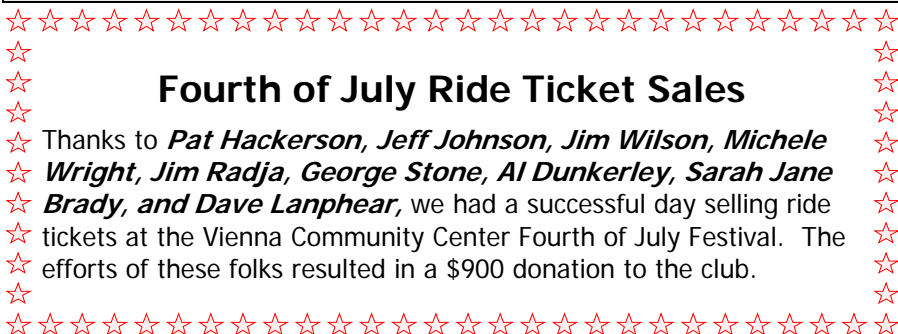 Fourth of July Ride Ticket Sales
Thanks to Pat Hackerson, Jeff Johnson, Jim Wilson, Michele
Wright, Jim Radja, George Stone, Al Dunkerley, Sarah Jane
Brady, and Dave Lanphear, we had a successful day selling ride
tickets at the Vienna Community Center Fourth of July Festival.  The
efforts of these folks resulted in a $900 donation to the club.